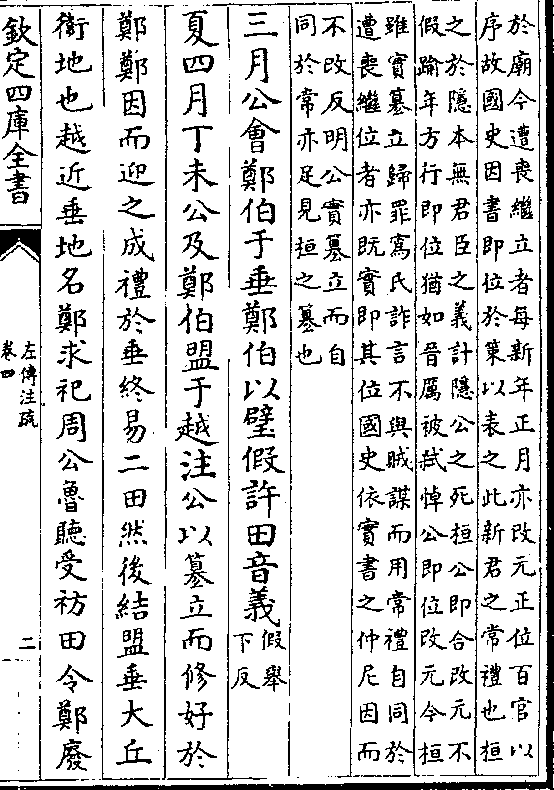 於廟今遭喪繼立者每新年正月亦改元正位百官以
序故國史因書即位於策以表之此新君之常禮也桓
之於隱本無君臣之義計隱公之死桓公即合改元不
假踰年方行即位猶如晉厲被弒悼公即位改元今桓
雖實篡立歸罪寪氏詐言不與賊謀而用常禮自同於
遭喪繼位者亦既實即其位國史依實書之仲尼因而
不改反明公實篡立而自
同於常亦足見桓之篡也
三月公會鄭伯于垂鄭伯以璧假許田音義假舉下反
夏四月丁未公及鄭伯盟于越注公以篡立而修好於
鄭鄭因而迎之成禮於垂終易二田然後結盟垂大丘
衛地也越近垂地名鄭求祀周公魯聽受祊田令鄭廢
欽定四庫全書
左傳注疏
卷四
二